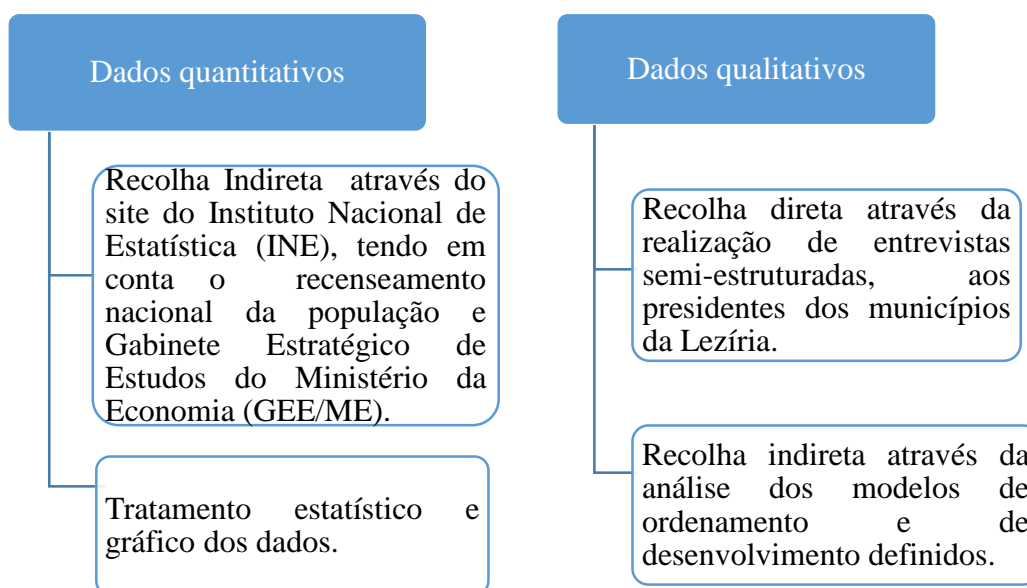 Dados quantitativos
Recolha Indireta através do
site do Instituto Nacional de
Estatística (INE), tendo em
conta o recenseamento
nacional da população e
Gabinete Estratégico de
Estudos do Ministério da
Economia (GEE/ME).
Tratamento estatístico e
gráfico dos dados.
Dados qualitativos
Recolha direta através da
realização de entrevistas
semi-estruturadas, aos
presidentes dos municípios
da Lezíria.
Recolha indireta através da
análise dos modelos de
ordenamento e de
desenvolvimento definidos.